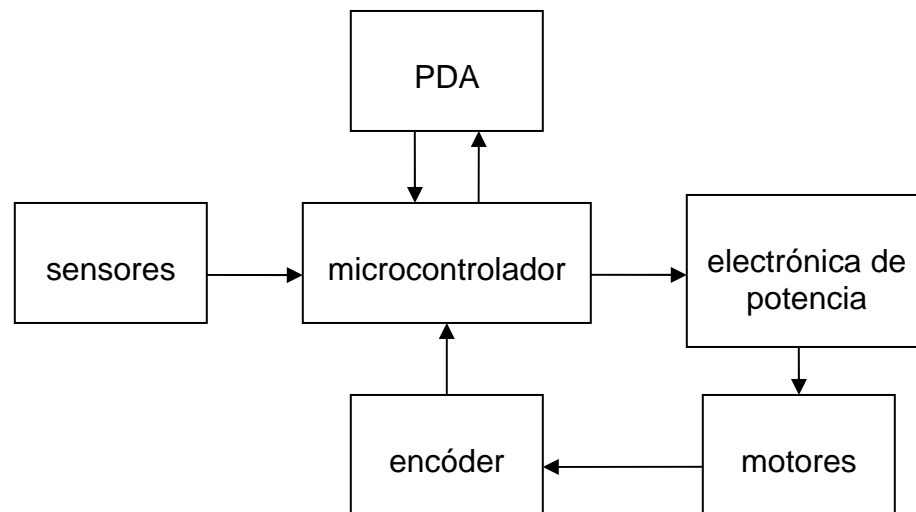 PDA
sensores
microcontrolador
electrónica de
potencia
encóder
motores